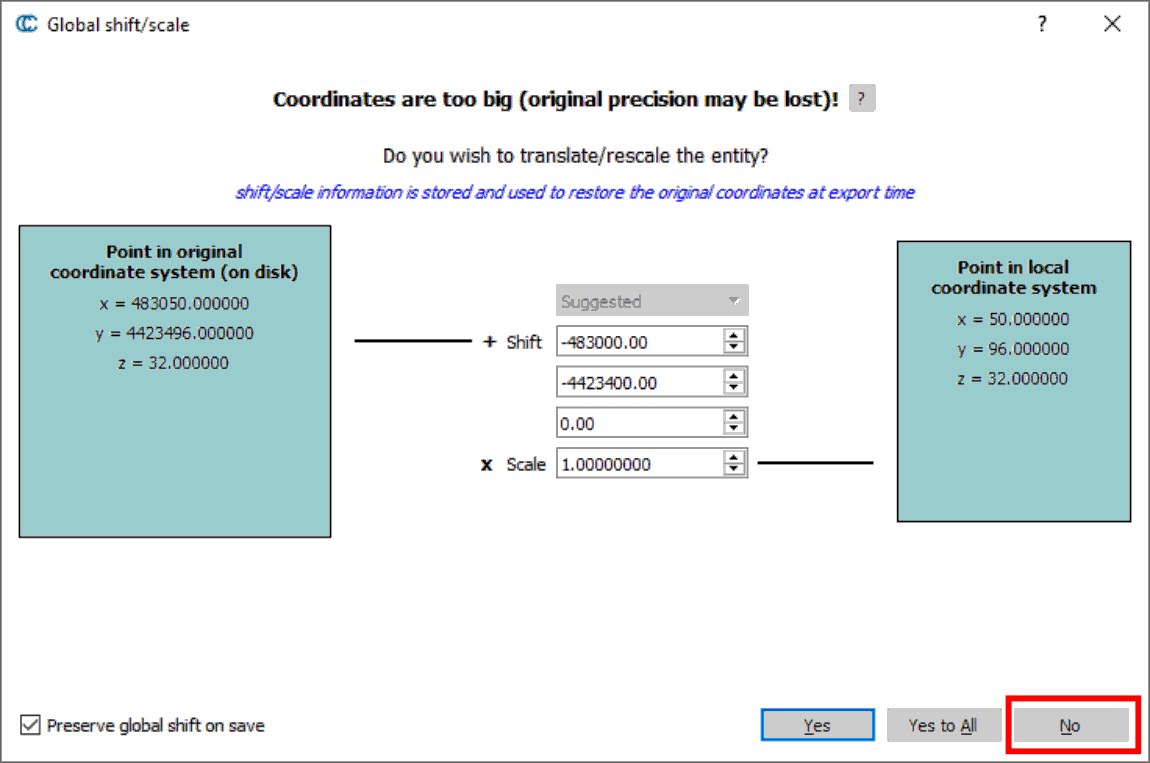 Global shift/scale
?
Coordinates are too big (original precision may be lost)! ?
Do you wish to translate/rescale the entity?
shift/scale information is stored and used to restore the original coordinates at export time
Point in original
coordinate system (on disk)
x = 483050.000000
y = 4423496.000000
z = 32.000000
Suggested
+ Shift -483000.00
-4423400.00
0.00
x Scale 1.00000000
Point in local
coordinate system
x = 50.000000
y = 96.000000
z = 32.000000
Preserve global shift on save
Yes
Yes to All
No